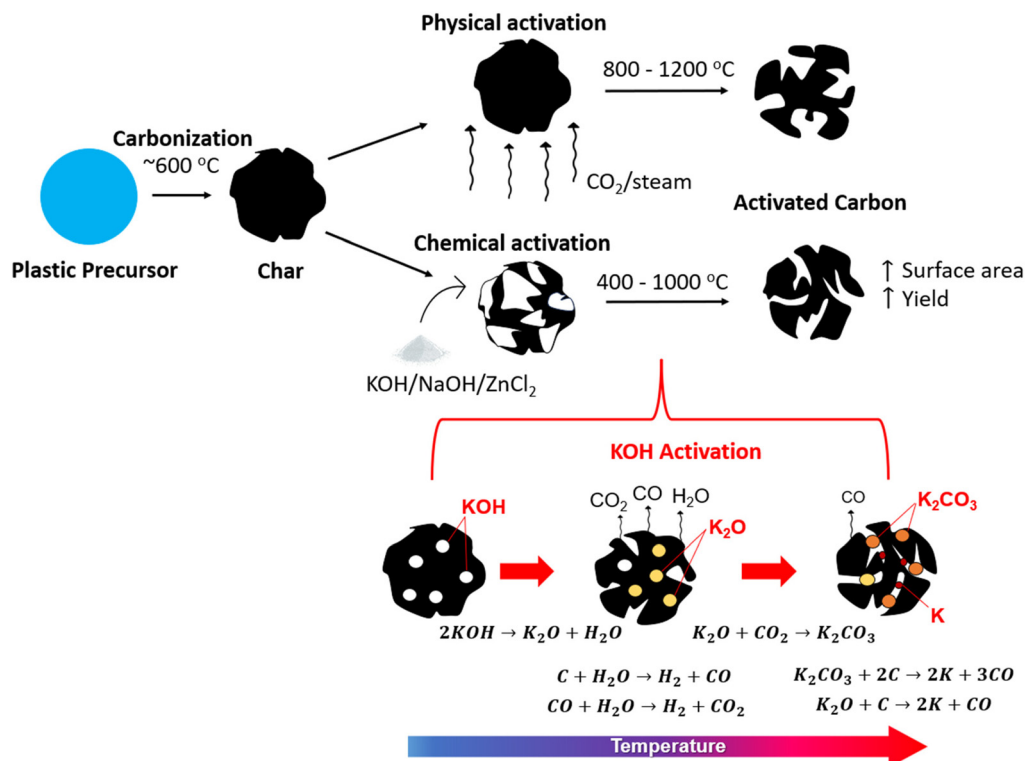 Physical activation
800 - 1200 °C
Carbonization
~600 °C
CO₂/steam
Activated Carbon
Plastic Precursor
Char
Chemical activation
400 - 1000 °C
↑ Surface area
↑ Yield
KOH/NaOH/ZnCl₂
KOH Activation
KOH
CO₂
CO
H₂O
K₂O
CO
K₂CO₃
K
2KOH → K₂O + H₂O
K₂O + CO₂ → K₂CO₃
C + H₂O → H₂ + CO
K₂CO₃ + 2C → 2K + 3CO
CO + H₂O → H₂ + CO₂
K₂O + C → 2K + CO
Temperature